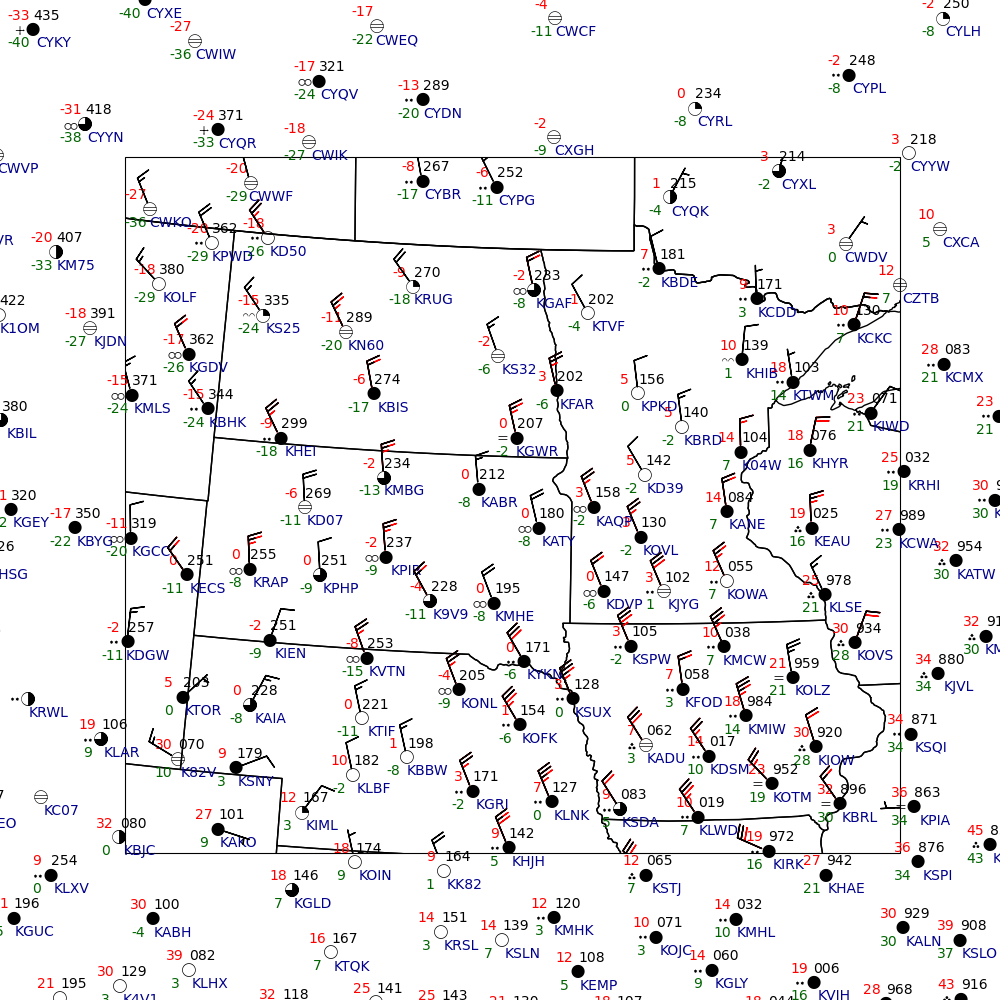 -33 435
-40 CYKY
-40 CYXE
-27
-36 CWIW
-17
-22 CWEQ
-4
-11 CWCF
-2 250
-8 CYLH
-17 321
-24 CYQV
-13 289
-20 CYDN
-2 248
-8 CYPL
-31 418
-38 CYYN
-24 371
-33 CYQR
-18
-27 CWIK
-2
-9 CXGH
0 234
-8 CYRL
3 218
-2 CYYW
CWVP
-20
-29 CWWF
-8 267
-17 CYBR
-6 252
-11 CYPG
3 214
-2 CYXL
1 215
-4 CYQK
-27
-36 CWKO
-20 362
-29 KPWD
-18
-26 KD50
3
0 CWDV
10
5 CXCA
-20 407
-33 KM75
-18 380
-29 KOLF
-9 270
-18 KRUG
-2 233
-8 KGAF
7 181
-2 KBDE
9 171
3 KCDD
12
7 CZTB
422
K1OM
-18 391
-27 KJDN
-15 335
-24 KS25
-11 289
-20 KN60
202
-4 KTVF
10 130
7 KCKC
-17 362
-26 KGDV
-2
-6 KS32
10 139
1 KHIB
28 083
21 KCMX
-15 371
-24 KMLS
-15 344
-24 KBHK
-6 274
-17 KBIS
3 202
-6 KFAR
5 156
0 KPKD
18 103
14 KTWM
23 071
21 KIWD
380
KBIL
-9 299
-18 KHEI
0 207
-2 KGWR
5 140
-2 KBRD
14 104
7 K04W
18 076
16 KHYR
23
21
320
KGEY
-17 350
-22 KBYG
-11 319
-20 KGCC
-6 269
-11 KD07
-2 234
-13 KMBG
0 212
-8 KABR
3 158
-2 KAQP
5 142
-2 KD39
14 084
7 KANE
25 032
19 KRHI
0 180
-8 KATY
130
-2 KOVL
19 025
16 KEAU
27 989
23 KCWA
0 251
-11 KECS
0 255
-8 KRAP
0 251
-9 KPHP
-2 237
-9 KPIR
-4 228
-11 K9V9
0 195
-8 KMHE
0 147
-6 KDVP
3 102
1 KJYG
12 055
7 KOWA
25 978
21 KLSE
32 954
30 KATW
-2 257
-11 KDGW
-2 251
-9 KIEN
-8 253
-15 KVTN
0 171
-6 KYKN
3 105
-2 KSPW
10 038
7 KMCW
30 934
28 KOVS
32
30
KRWL
5 203
0 KTOR
0 228
-8 KAIA
0 221
-11 KTIF
-4 205
-9 KONL
128
0 KSUX
7 058
3 KFOD
21 959
21 KOLZ
34 880
34 KJVL
19 106
9 KLAR
30 070
10 K82V
9 179
3 KSNY
10 182
-2 KLBF
1 198
-8 KBBW
1 154
-6 KOFK
7 062
3 KADU
18 984
14 KMIW
14 017
10 KDSM
30 920
28 KIOW
34 871
34 KSQI
KC07
32 080
0 KBJC
27 101
9 KAKO
12 167
3 KIML
3 171
-2 KGRI
7 127
0 KLNK
9 083
5 KSDA
10 019
7 KLWD
23 952
19 KOTM
32 896
30 KBRL
36 863
34 KPIA
45
43
9 254
0 KLXV
18 174
9 KOIN
9 164
1 KK82
9 142
5 KHJH
12 065
7 KSTJ
19 972
16 KIRK
27 942
21 KHAE
36 876
34 KSPI
18 146
7 KGLD
196
KGUC
30 100
-4 KABH
14 151
3 KRSL
14 139
7 KSLN
12 120
3 KMHK
10 071
3 KOJC
14 032
10 KMHL
30 929
30 KALN
39 908
37 KSLO
39 082
3 KLHX
16 167
7 KTQK
12 108
5 KEMP
14 060
9 KGLY
19 006
16 KVIH
21 195
30 129
3 K4V1
32 118
25 141
25 143
28 968
43 916